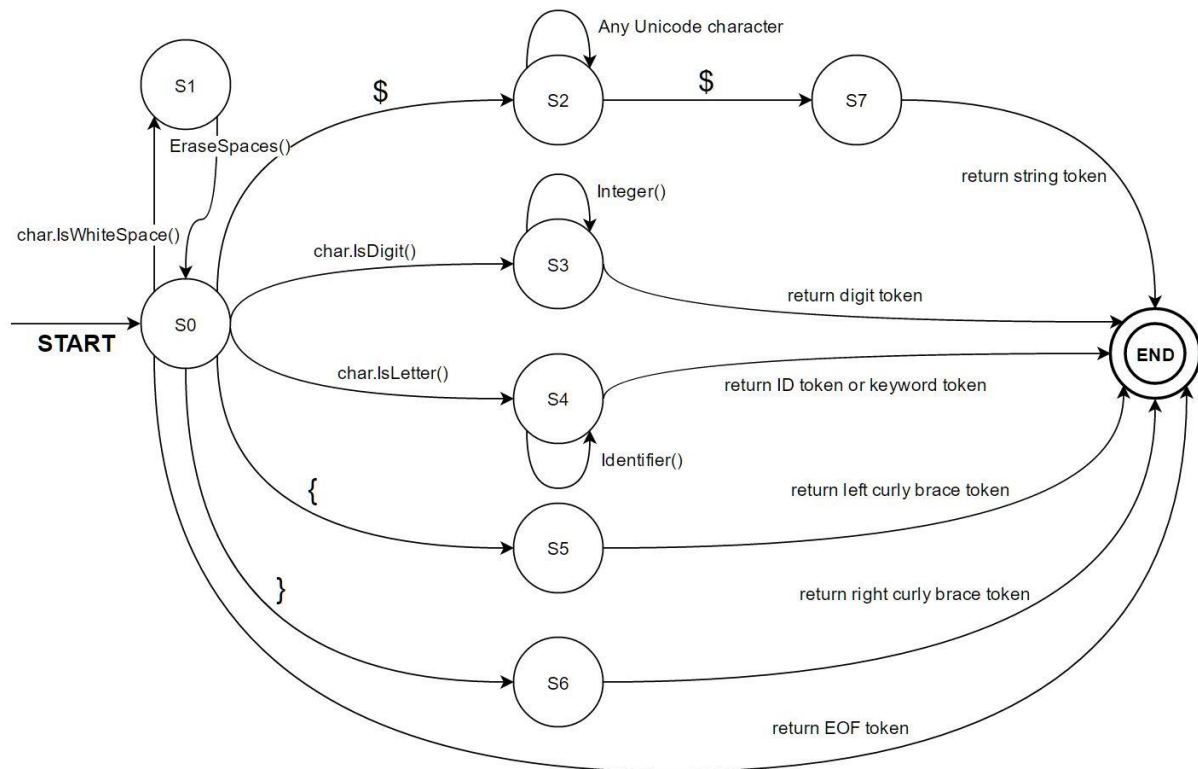 Any Unicode character
S1
$
S2
$
S7
EraseSpaces()
return string token
Integer()
char.IsWhiteSpace()
char.IsDigit()
S3
return digit token
S0
START
END
char.IsLetter()
S4
return ID token or keyword token
Identifier()
{
return left curly brace token
S5
}
return right curly brace token
S6
return EOF token